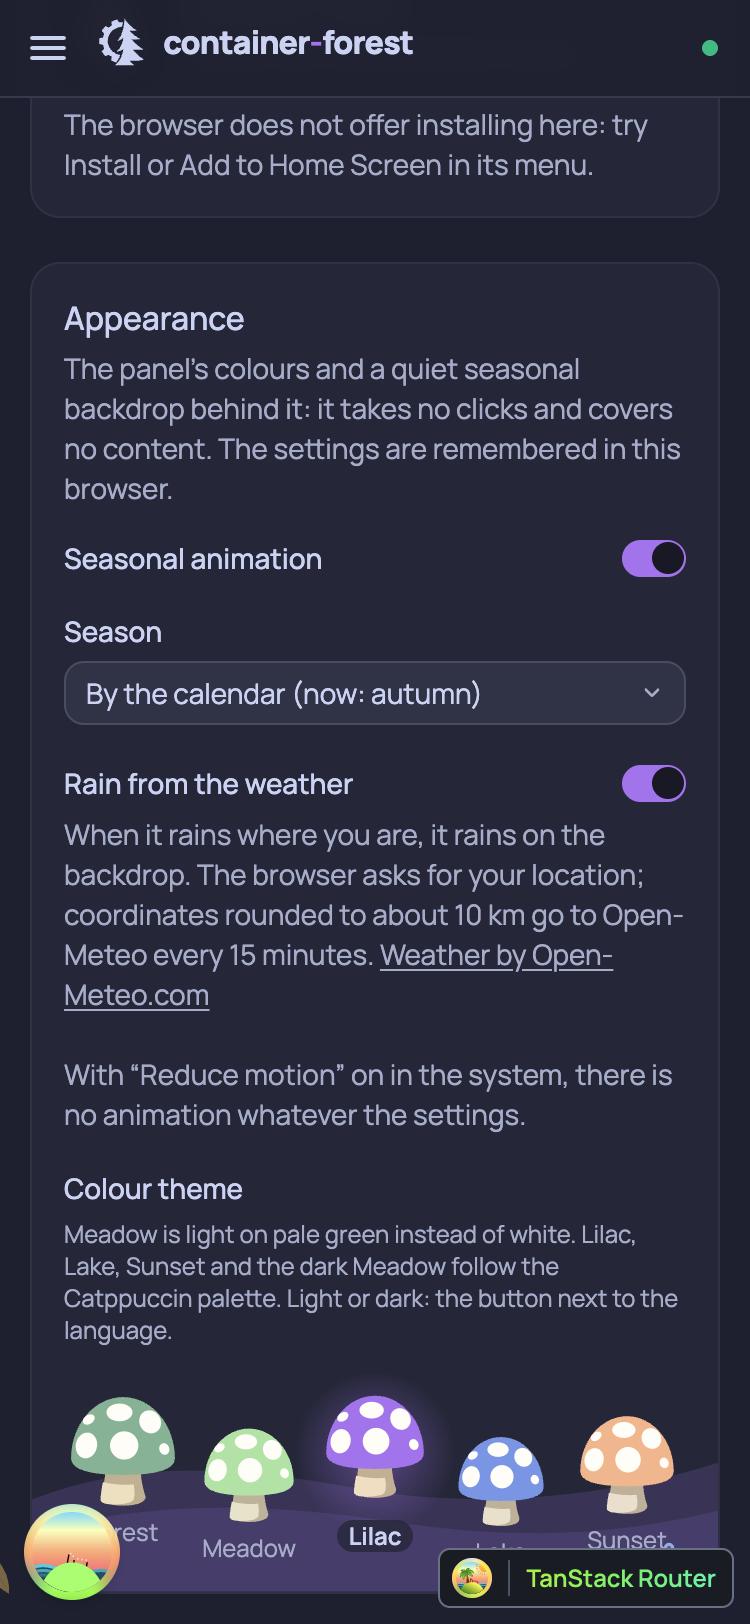 container-forest
The browser does not offer installing here: try
Install or Add to Home Screen in its menu.
Appearance
The panel’s colours and a quiet seasonal
backdrop behind it: it takes no clicks and covers
no content. The settings are remembered in this
browser.
Seasonal animation
Season
By the calendar (now: autumn)
Rain from the weather
When it rains where you are, it rains on the
backdrop. The browser asks for your location;
coordinates rounded to about 10 km go to Open-
Meteo every 15 minutes. Weather by Open-
Meteo.com
With “Reduce motion” on in the system, there is
no animation whatever the settings.
Colour theme
Meadow is light on pale green instead of white. Lilac,
Lake, Sunset and the dark Meadow follow the
Catppuccin palette. Light or dark: the button next to the
language.
rest
Meadow
Lilac
Sunset
TanStack Router